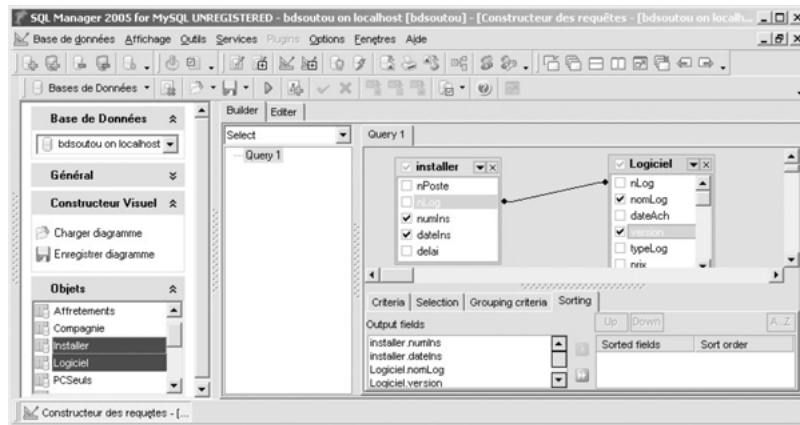 SQL Manager 2005 for MySQL UNREGISTERED - bdsoutou on localhost [bdsoutou] - [Constructeur des requêtes - [bdsoutou on localh...
Base de données Affichage Outils Services Plugins Options Fenêtres Aide
Bases de Données
Base de Données
bdsoutou on localhost
Général
Constructeur Visuel
Charger diagramme
Enregistrer diagramme
Objets
Affretements
Compagnie
Installer
Logiciel
PCSeuls
Builder Editer
Select
Query 1
Query 1
installer
nPoste
nLog
numIns
dateIns
delai
Logiciel
nLog
nomLog
dateAch
version
typeLog
prix
Criteria Selection Grouping criteria Sorting
Output fields
installer.numIns
installer.dateIns
Logiciel.nomLog
Logiciel.version
Up Down A..Z
Sorted fields Sort order
Constructeur des requêtes - [...